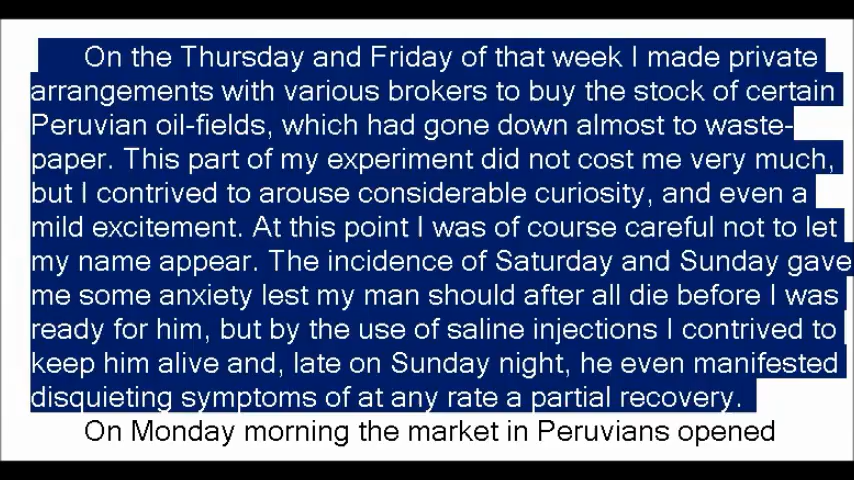 On the Thursday and Friday of that week I made private
arrangements with various brokers to buy the stock of certain
Peruvian oil-fields, which had gone down almost to waste-
paper. This part of my experiment did not cost me very much,
but I contrived to arouse considerable curiosity, and even a
mild excitement. At this point I was of course careful not to let
my name appear. The incidence of Saturday and Sunday gave
me some anxiety lest my man should after all die before I was
ready for him, but by the use of saline injections I contrived to
keep him alive and, late on Sunday night, he even manifested
disquieting symptoms of at any rate a partial recovery.
On Monday morning the market in Peruvians opened